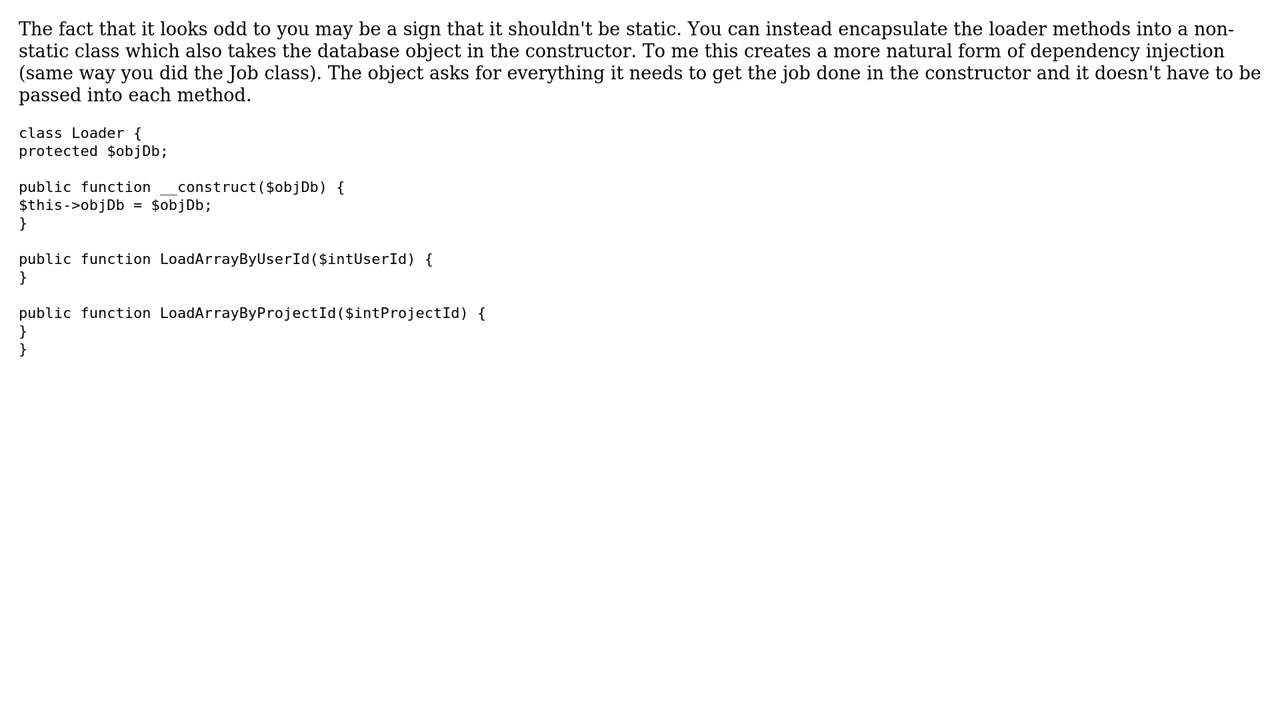 The fact that it looks odd to you may be a sign that it shouldn't be static. You can instead encapsulate the loader methods into a non-
static class which also takes the database object in the constructor. To me this creates a more natural form of dependency injection
(same way you did the Job class). The object asks for everything it needs to get the job done in the constructor and it doesn't have to be
passed into each method.
class Loader {
protected $objDb;
public function __construct($objDb) {
$this->objDb = $objDb;
}
public function LoadArrayByUserId($intUserId) {
}
public function LoadArrayByProjectId($intProjectId) {
}
}